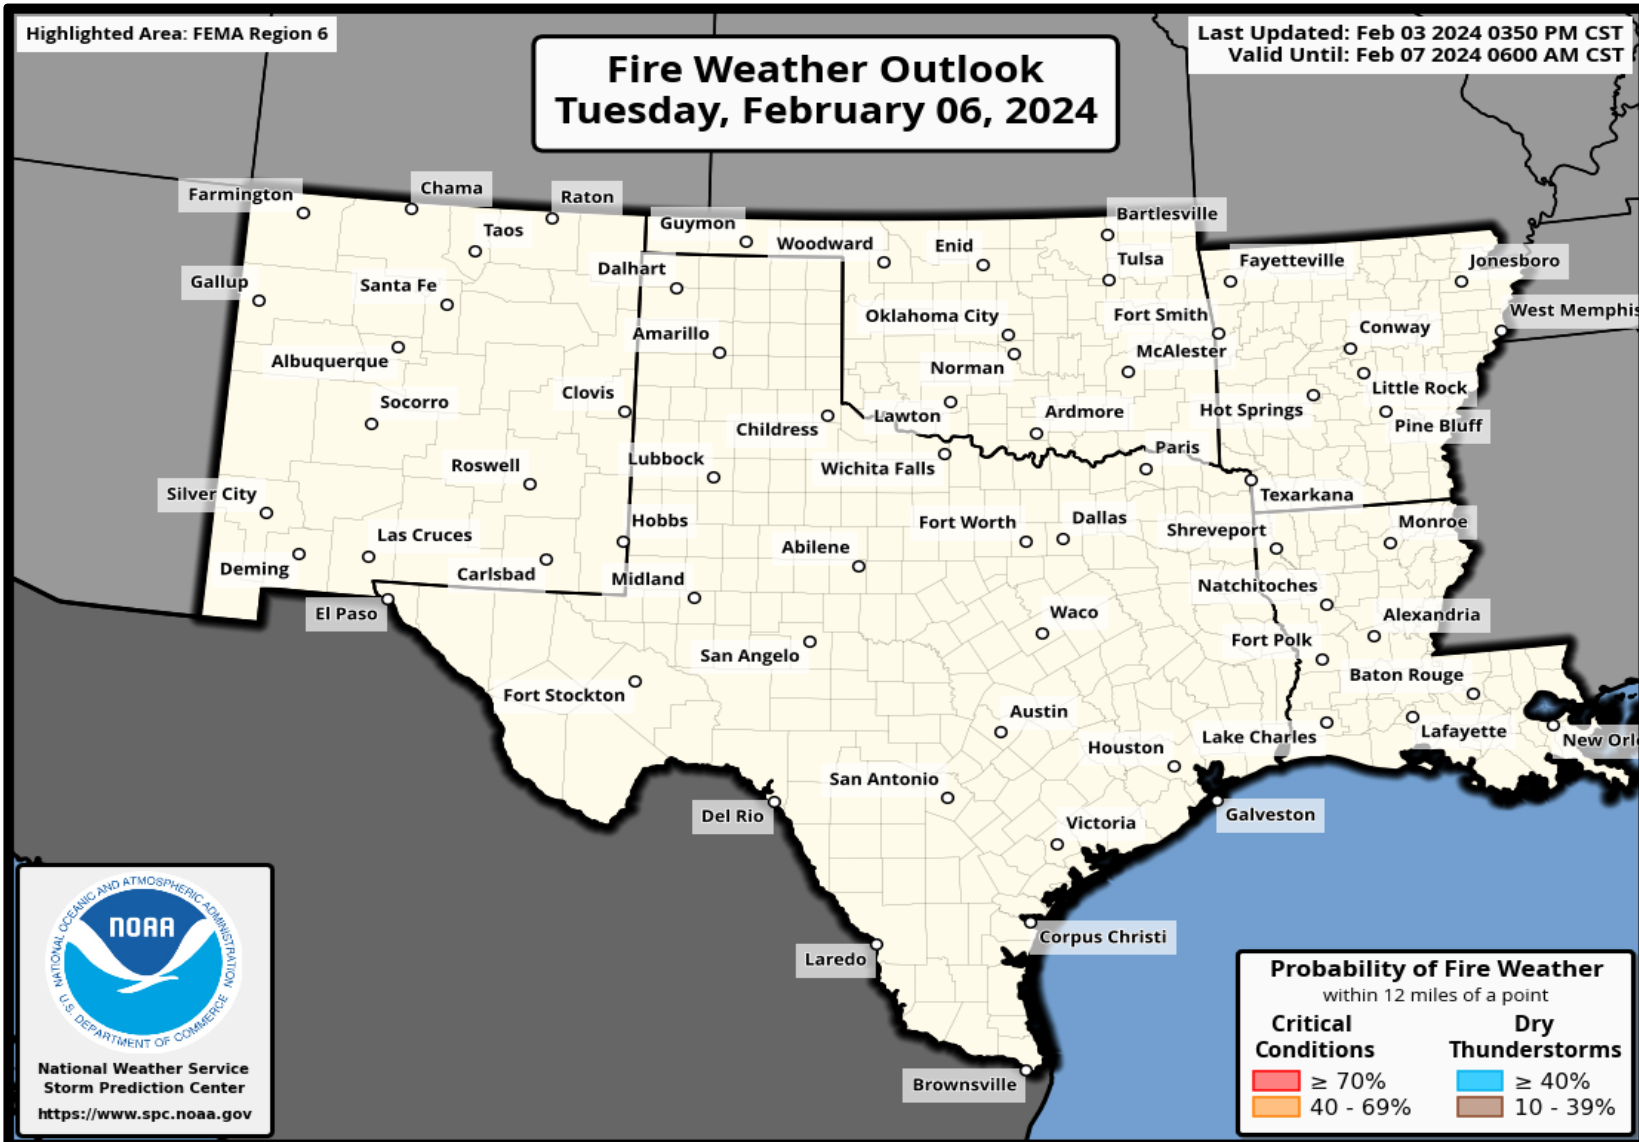 Highlighted Area: FEMA Region 6
Last Updated: Feb 03 2024 0350 PM CST
Valid Until: Feb 07 2024 0600 AM CST
Fire Weather Outlook
Tuesday, February 06, 2024
Farmington
Chama
Raton
Taos
Guymon
Woodward
Enid
Bartlesville
Tulsa
Fayetteville
Jonesboro
Gallup
Santa Fe
Dalhart
Oklahoma City
Fort Smith
West Memphis
Conway
Albuquerque
Amarillo
Norman
McAlester
Little Rock
Socorro
Clovis
Childress
Lawton
Ardmore
Hot Springs
Pine Bluff
Roswell
Lubbock
Wichita Falls
Paris
Texarkana
Silver City
Hobbs
Fort Worth
Dallas
Shreveport
Monroe
Las Cruces
Abilene
Deming
Carlsbad
Midland
Natchitoches
El Paso
Waco
Alexandria
San Angelo
Fort Polk
Fort Stockton
Baton Rouge
Austin
Houston
Lake Charles
Lafayette
New Orl
San Antonio
Del Rio
Victoria
Galveston
Corpus Christi
Laredo
Brownsville
NATIONAL OCEANIC AND ATMOSPHERIC ADMINISTRATION
NOAA
U.S. DEPARTMENT OF COMMERCE
National Weather Service
Storm Prediction Center
https://www.spc.noaa.gov
Probability of Fire Weather
within 12 miles of a point
Critical Conditions
≥ 70%
40 - 69%
Dry Thunderstorms
≥ 40%
10 - 39%